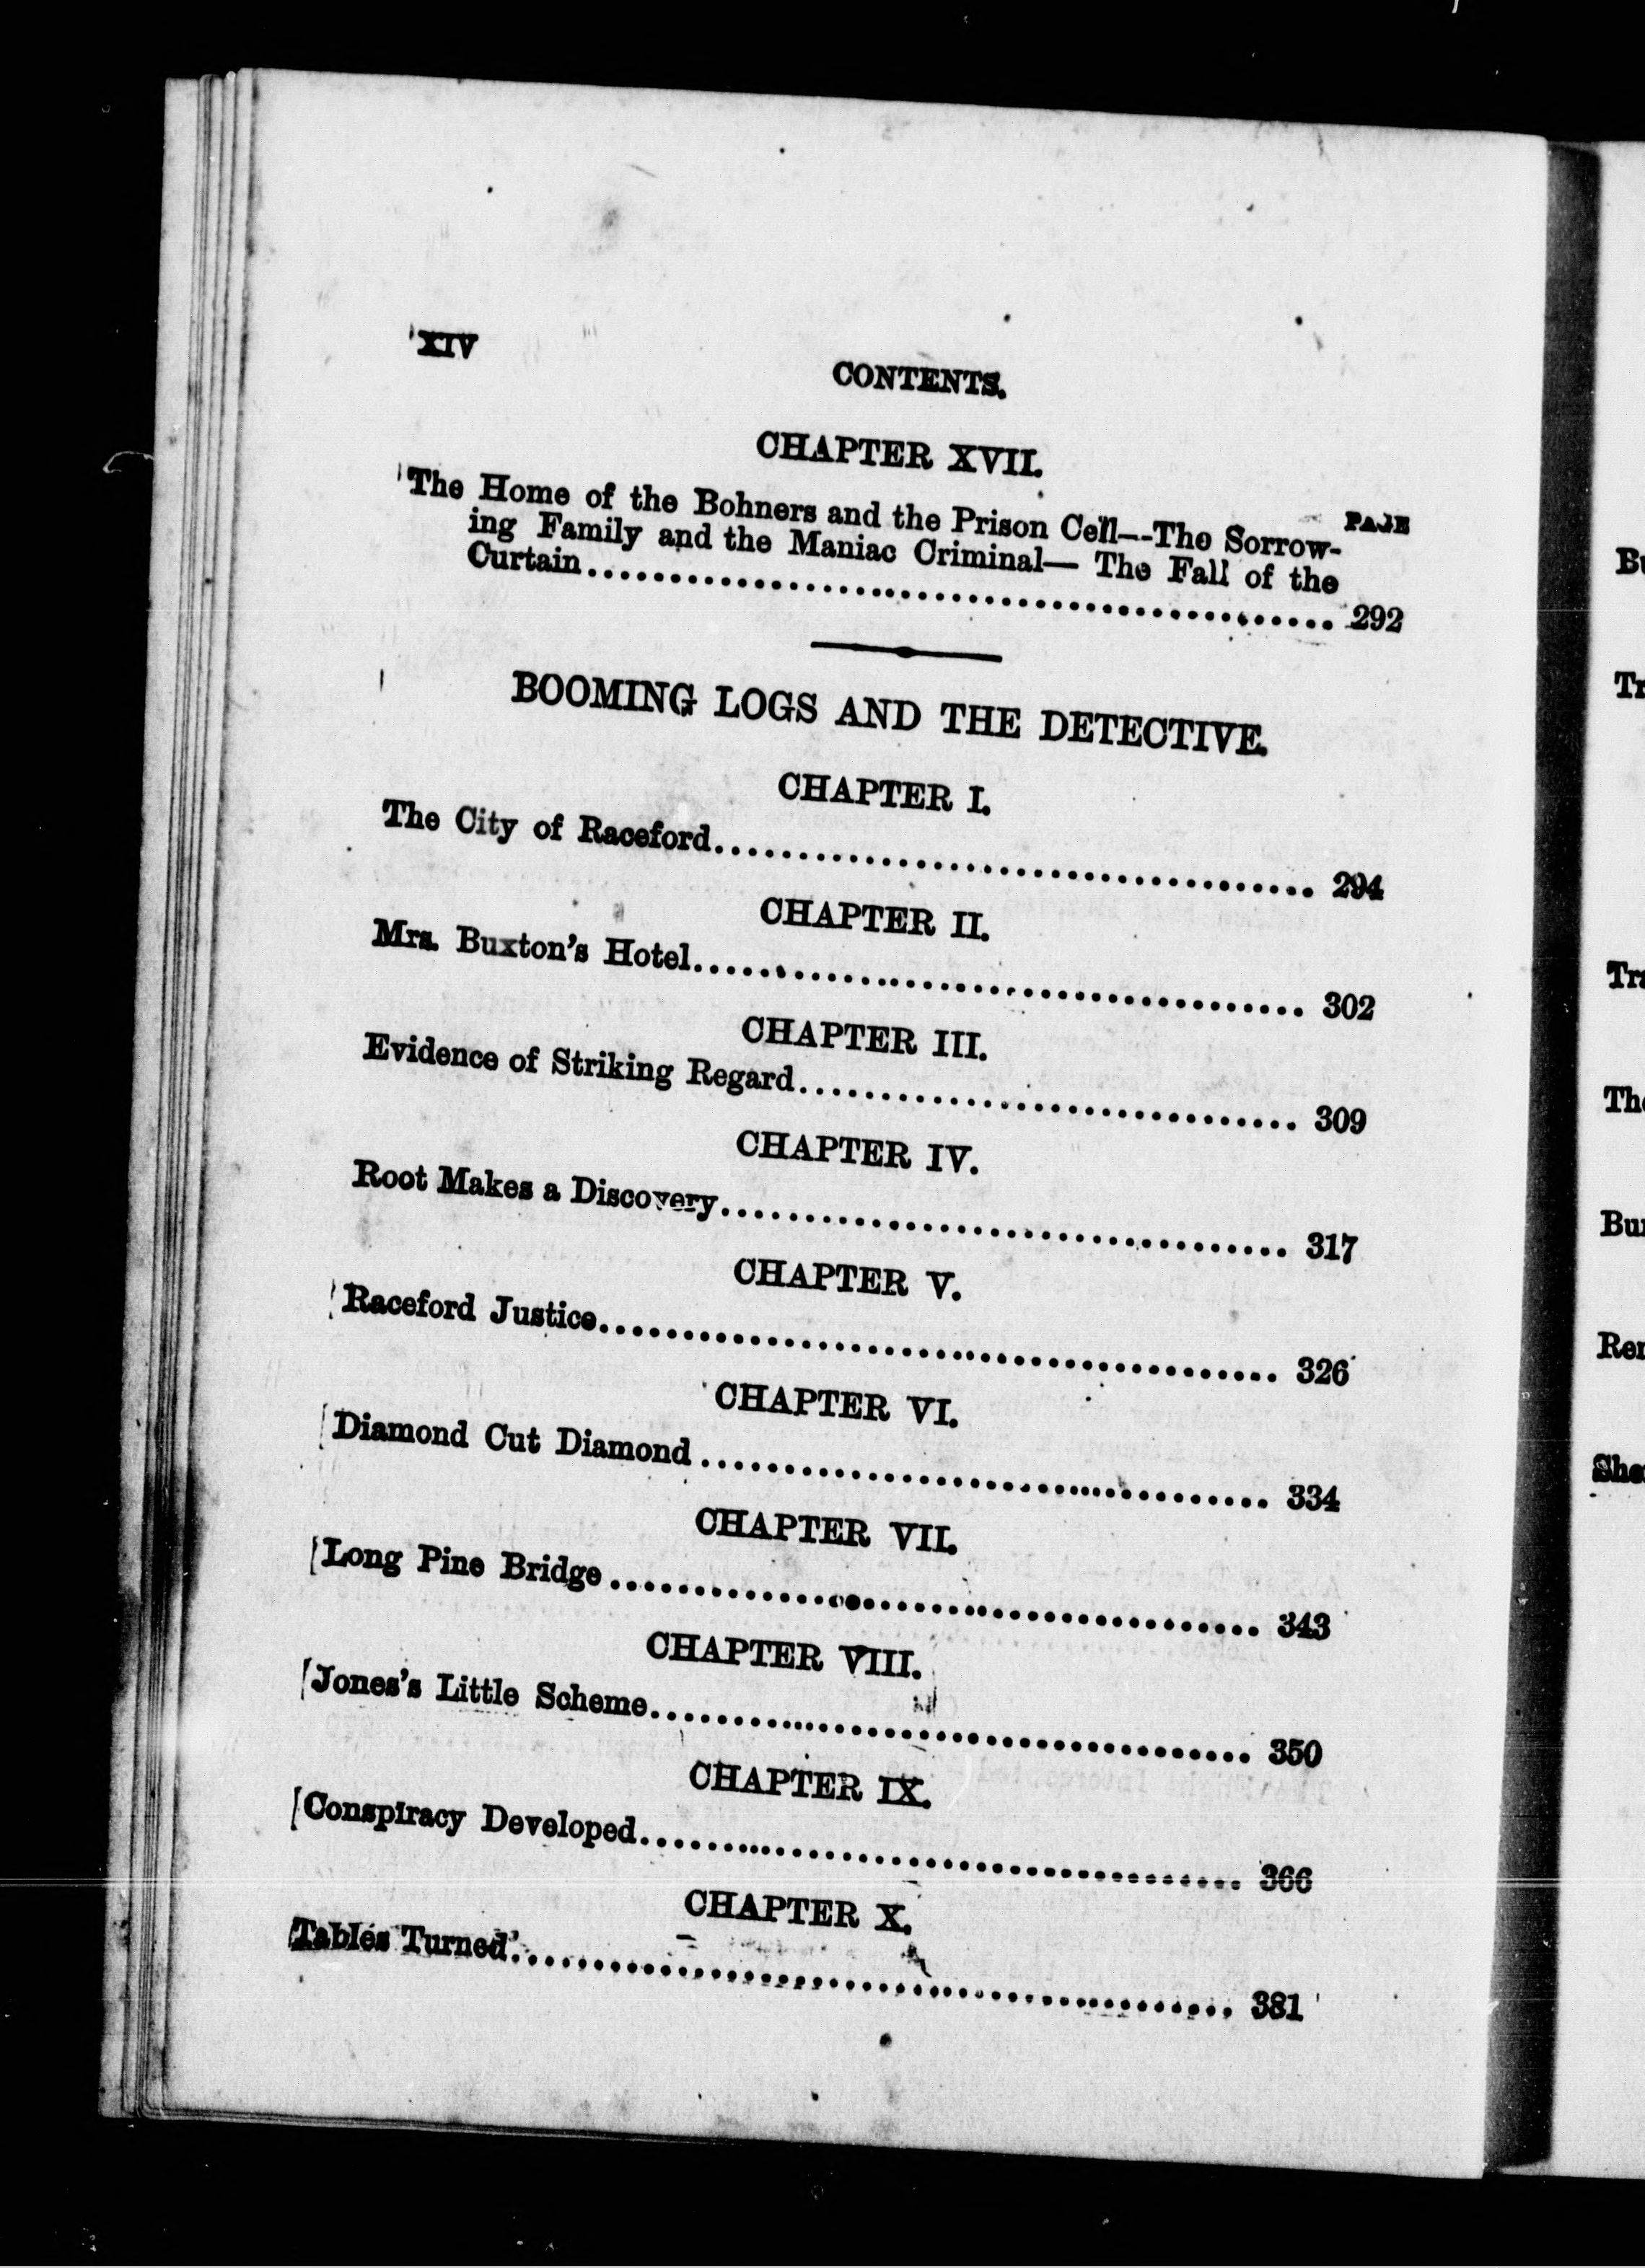 XIV
CONTENTS.
CHAPTER XVII.
PAGE
The Home of the Bohners and the Prison Cell--The Sorrow-
ing Family and the Maniac Criminal— The Fall of the
Curtain........................................ 292
BOOMING LOGS AND THE DETECTIVE.
CHAPTER I.
The City of Raceford.................................... 294
CHAPTER II.
Mrs. Buxton's Hotel..................................... 302
CHAPTER III.
Evidence of Striking Regard.............................. 309
CHAPTER IV.
Root Makes a Discovery.................................. 317
CHAPTER V.
Raceford Justice......................................... 326
CHAPTER VI.
Diamond Cut Diamond .................................. 334
CHAPTER VII.
Long Pine Bridge ....................................... 343
CHAPTER VIII.
Jones's Little Scheme.................................... 350
CHAPTER IX.
Conspiracy Developed.................................... 366
CHAPTER X.
Tables Turned........................................... 381